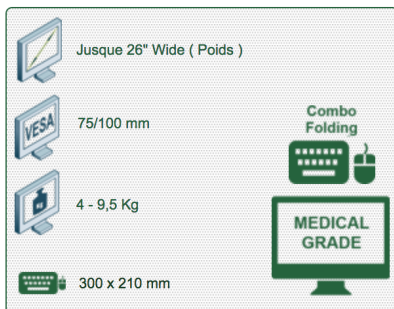 Jusque 26" Wide ( Poids )
VESA
75/100 mm
Combo
Folding
KG
4 - 9,5 Kg
MEDICAL
GRADE
300 x 210 mm